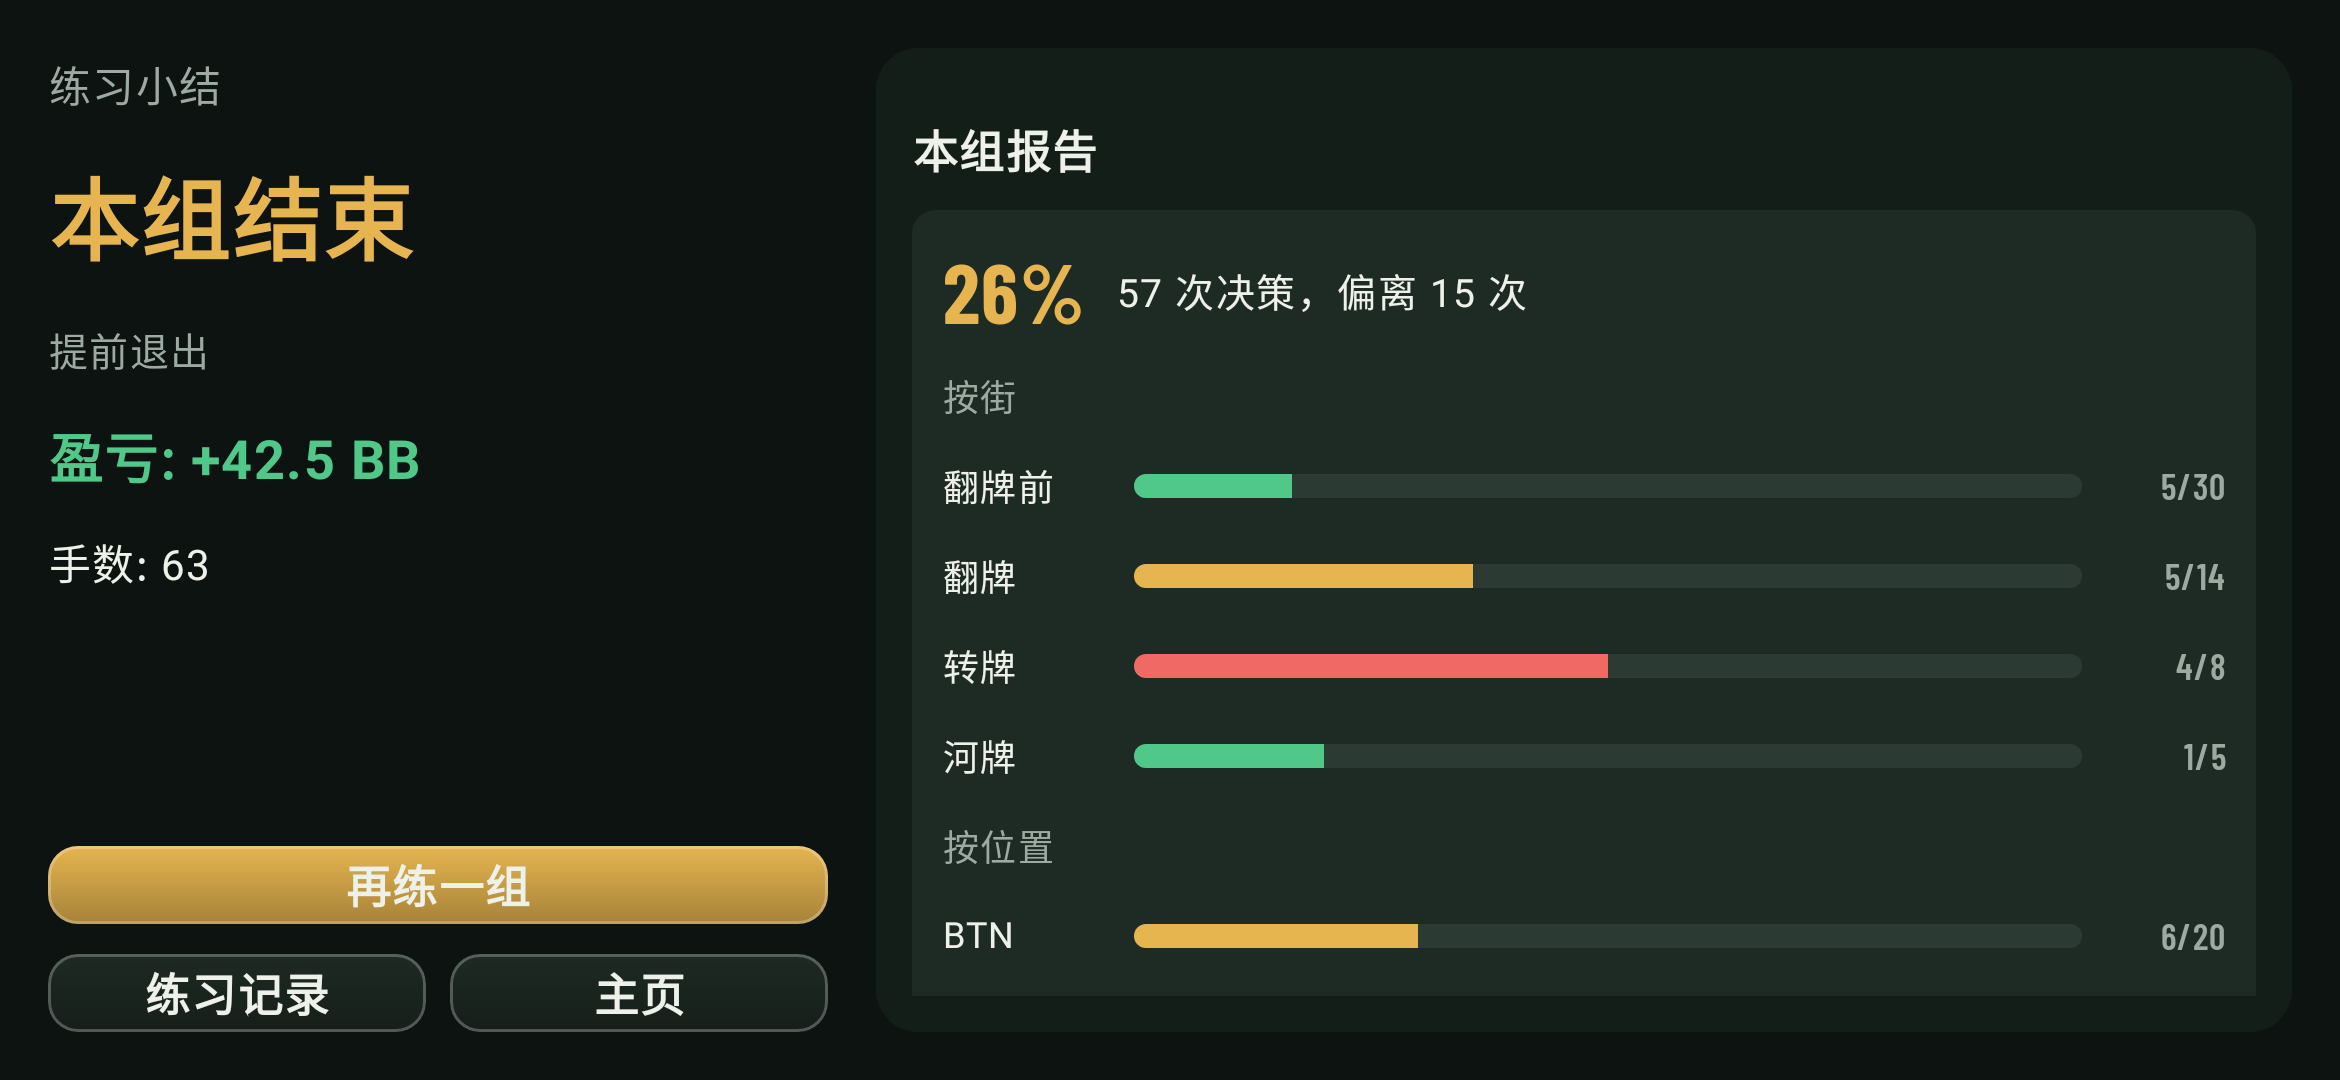 练习小结
本组结束
提前退出
盈亏: +42.5 BB
手数: 63
再练一组
练习记录
主页
本组报告
26% 57 次决策，偏离 15 次
按街
翻牌前 5/30
翻牌 5/14
转牌 4/8
河牌 1/5
按位置
BTN 6/20